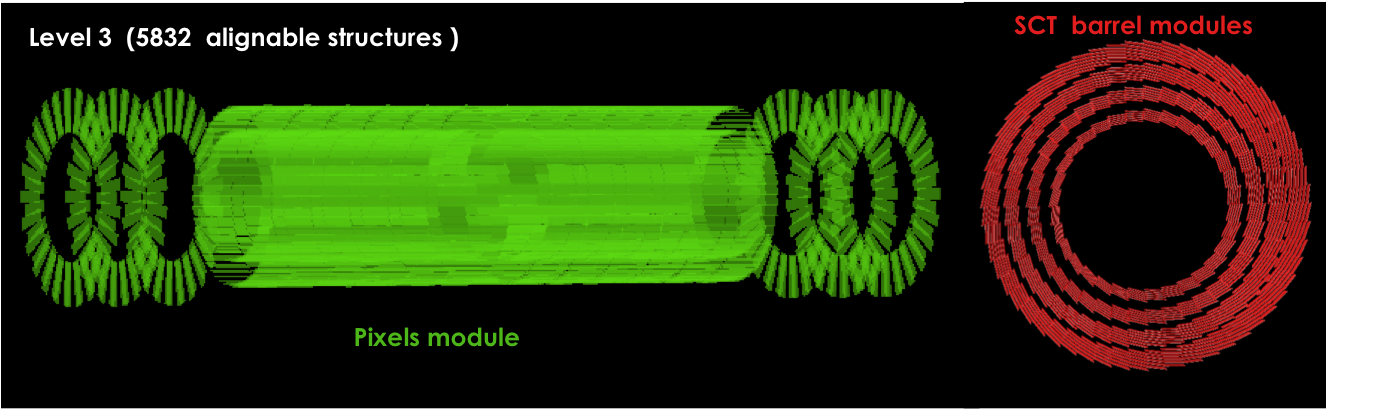 Level 3 (5832 alignable structures )
SCT barrel modules
Pixels module